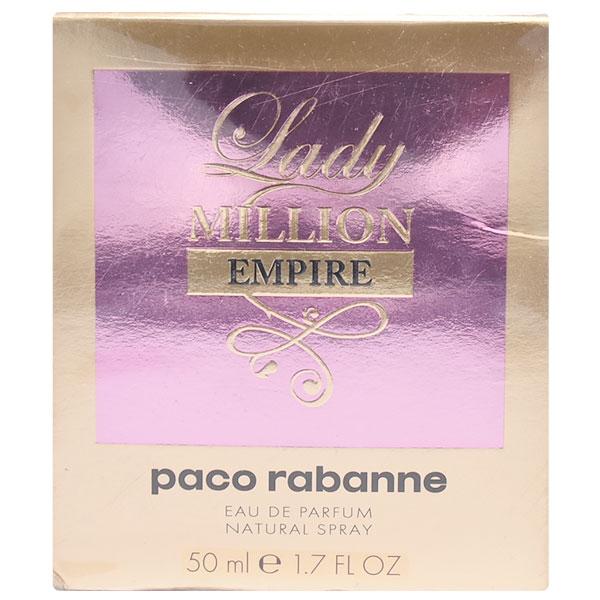 Lady
MILLION
EMPIRE
paco rabanne
EAU DE PARFUM
NATURAL SPRAY
50 ml ℮ 1.7 FL OZ